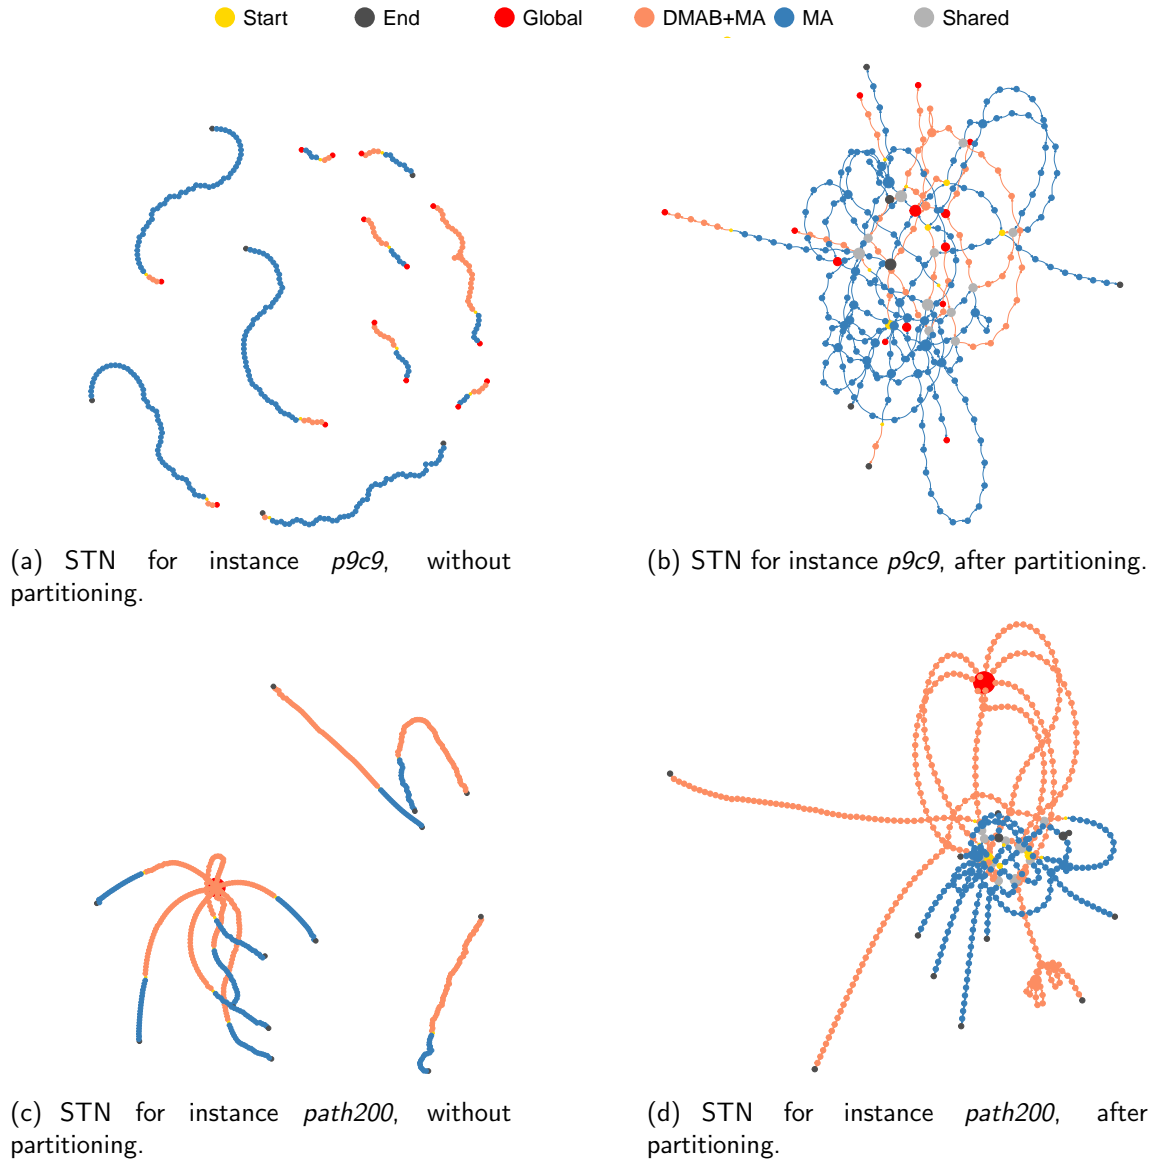 Start End Global DMAB+MA MA Shared
(a) STN for instance p9c9, without
partitioning.
(b) STN for instance p9c9, after partitioning.
(c) STN for instance path200, without
partitioning.
(d) STN for instance path200, after
partitioning.